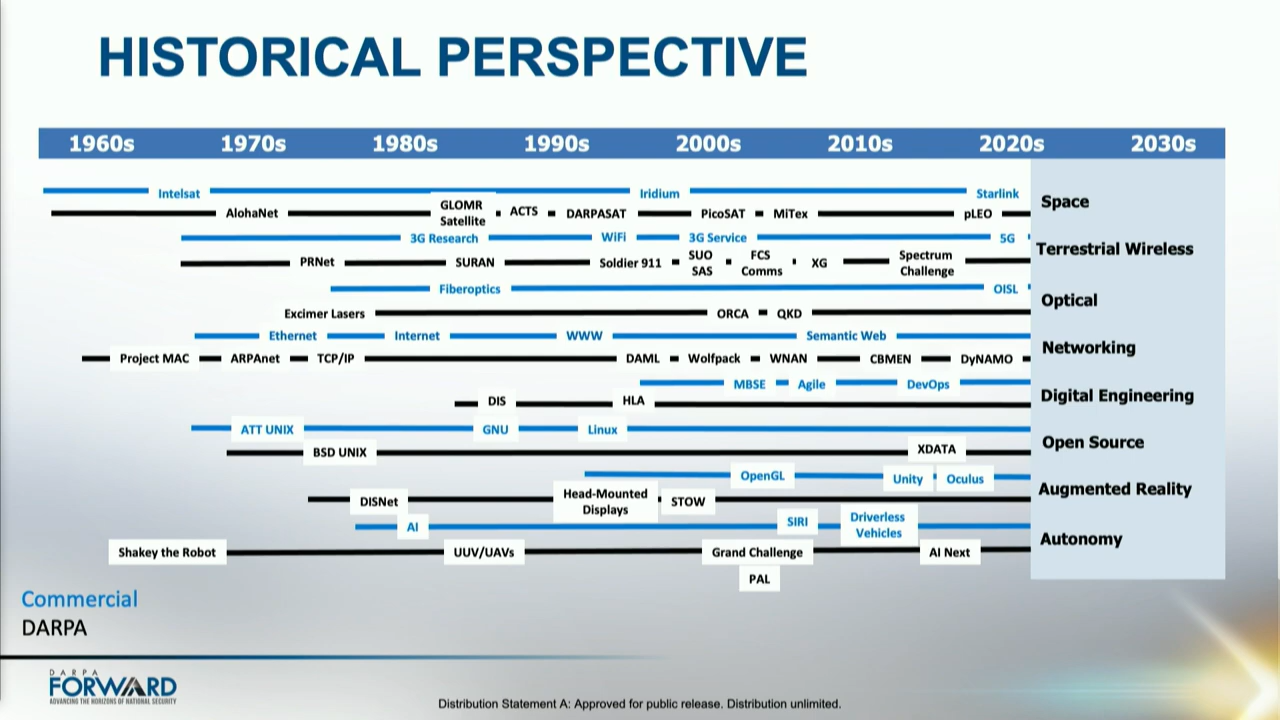 HISTORICAL PERSPECTIVE
1960s 1970s 1980s 1990s 2000s 2010s 2020s 2030s
Intelsat Iridium Starlink
Space
AlohaNet GLOMR Satellite ACTS DARPASAT PicoSAT MiTex pLEO
3G Research WiFi 3G Service 5G
Terrestrial Wireless
PRNet SURAN Soldier 911 SUO SAS FCS Comms XG Spectrum Challenge
Fiberoptics OISL
Optical
Excimer Lasers ORCA QKD
Ethernet Internet WWW Semantic Web
Networking
Project MAC ARPAnet TCP/IP DAML Wolfpack WNAN CBMEN DyNAMO
MBSE Agile DevOps
Digital Engineering
DIS HLA
ATT UNIX GNU Linux
Open Source
BSD UNIX XDATA
OpenGL Unity Oculus
Augmented Reality
DISNet Head-Mounted Displays STOW
AI SIRI Driverless Vehicles
Autonomy
Shakey the Robot UUV/UAVs Grand Challenge AI Next
PAL
Commercial
DARPA
DARPA
FORWARD
ADVANCING THE HORIZONS OF NATIONAL SECURITY
Distribution Statement A: Approved for public release. Distribution unlimited.